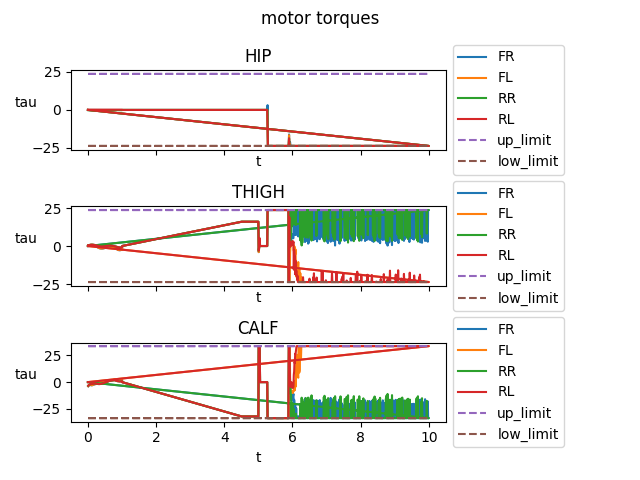 motor torques
HIP
25
0
−25
tau
t
FR
FL
RR
RL
up_limit
low_limit
THIGH
25
0
−25
tau
t
FR
FL
RR
RL
up_limit
low_limit
CALF
25
0
−25
tau
0 2 4 6 8 10
t
FR
FL
RR
RL
up_limit
low_limit